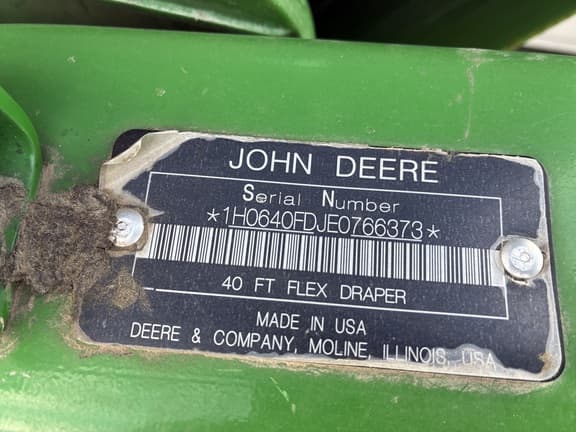 JOHN DEERE
Serial Number
*1H0640FDJE0766373*
40 FT FLEX DRAPER
MADE IN USA
DEERE & COMPANY, MOLINE, ILLINOIS, USA